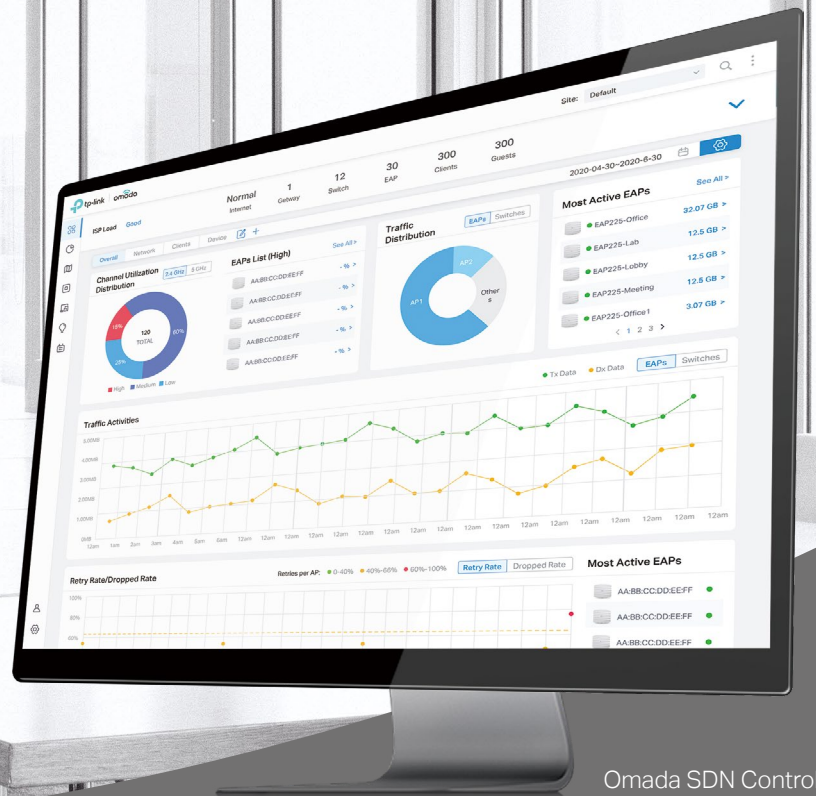 Site: Default
tp-link omada
ISP Load Good
Normal
Internet
1
Getway
12
Switch
30
EAP
300
Clients
300
Guests
2020-04-30~2020-6-30
Overall Network Clients Device
Channel Utilization
Distribution
2.4 GHz 5 GHz
120
TOTAL
60%
High Medium Low
EAPs List (High)
See All >
AA:BB:CC:DD:EE:FF - % >
AA:BB:CC:DD:EE:FF - % >
AA:BB:CC:DD:EE:FF - % >
AA:BB:CC:DD:EE:FF - % >
AA:BB:CC:DD:EE:FF - % >
Traffic
Distribution
EAPs Switches
AP1
AP2
Other
s
Most Active EAPs
See All >
EAP225-Office 32.07 GB >
EAP225-Lab 12.5 GB >
EAP225-Lobby 12.5 GB >
EAP225-Meeting 12.5 GB >
EAP225-Office1 3.07 GB >
< 1 2 3 >
Traffic Activities
Tx Data Dx Data EAPs Switches
5.00MB
4.00MB
3.00MB
2.00MB
1.00MB
0MB
12am 1am 2am 3am 4am 5am 8am 12am 12am 12am 12am 12am 12am 12am 12am 12am 12am 12am 12am 12am 12am 12am
Retry Rate/Dropped Rate
Retries per AP: 0-40% 40%-66% 60%-100%
Retry Rate Dropped Rate
100%
80%
60%
Most Active EAPs
AA:BB:CC:DD:EE:FF
AA:BB:CC:DD:EE:FF
AA:BB:CC:DD:EE:FF
Omada SDN Contro